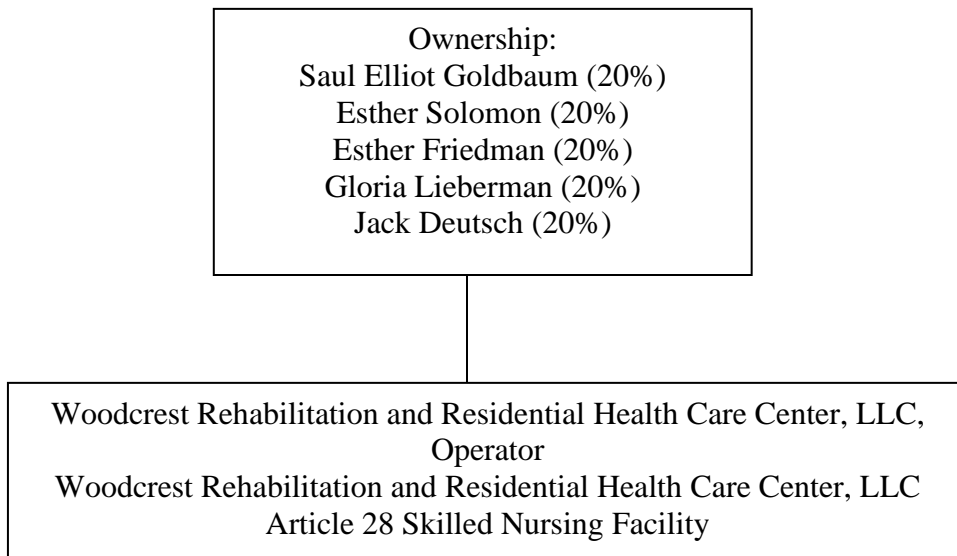 Ownership:
Saul Elliot Goldbaum (20%)
Esther Solomon (20%)
Esther Friedman (20%)
Gloria Lieberman (20%)
Jack Deutsch (20%)
Woodcrest Rehabilitation and Residential Health Care Center, LLC,
Operator
Woodcrest Rehabilitation and Residential Health Care Center, LLC
Article 28 Skilled Nursing Facility